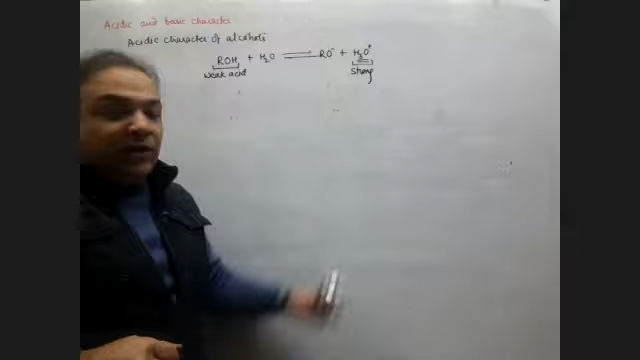 Acidic and basic character
Acidic character of alcohols
ROH + H₂O ⇌ RO⁻ + H₃O⁺
weak acid strong